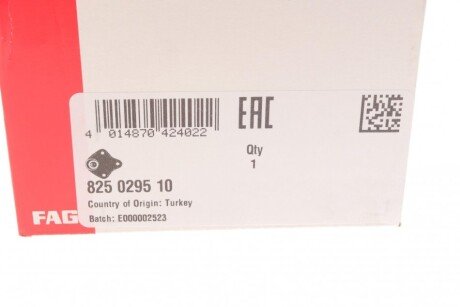 EAC
4 014870 424022
Qty
1
825 0295 10
Country of Origin: Turkey
FAG
Batch: E000002523